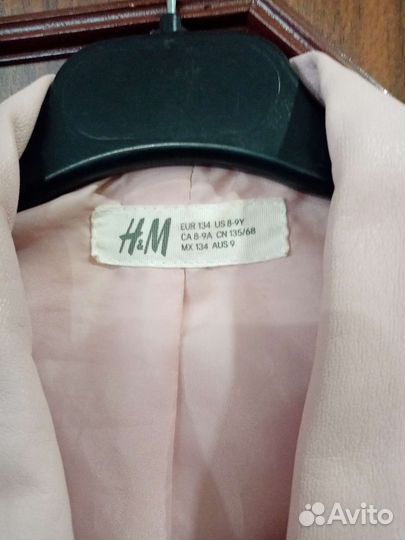 H&M
EUR 134 US 8-9Y
CA 8-9A CN 135/68
MX 134 AUS 9
Avito